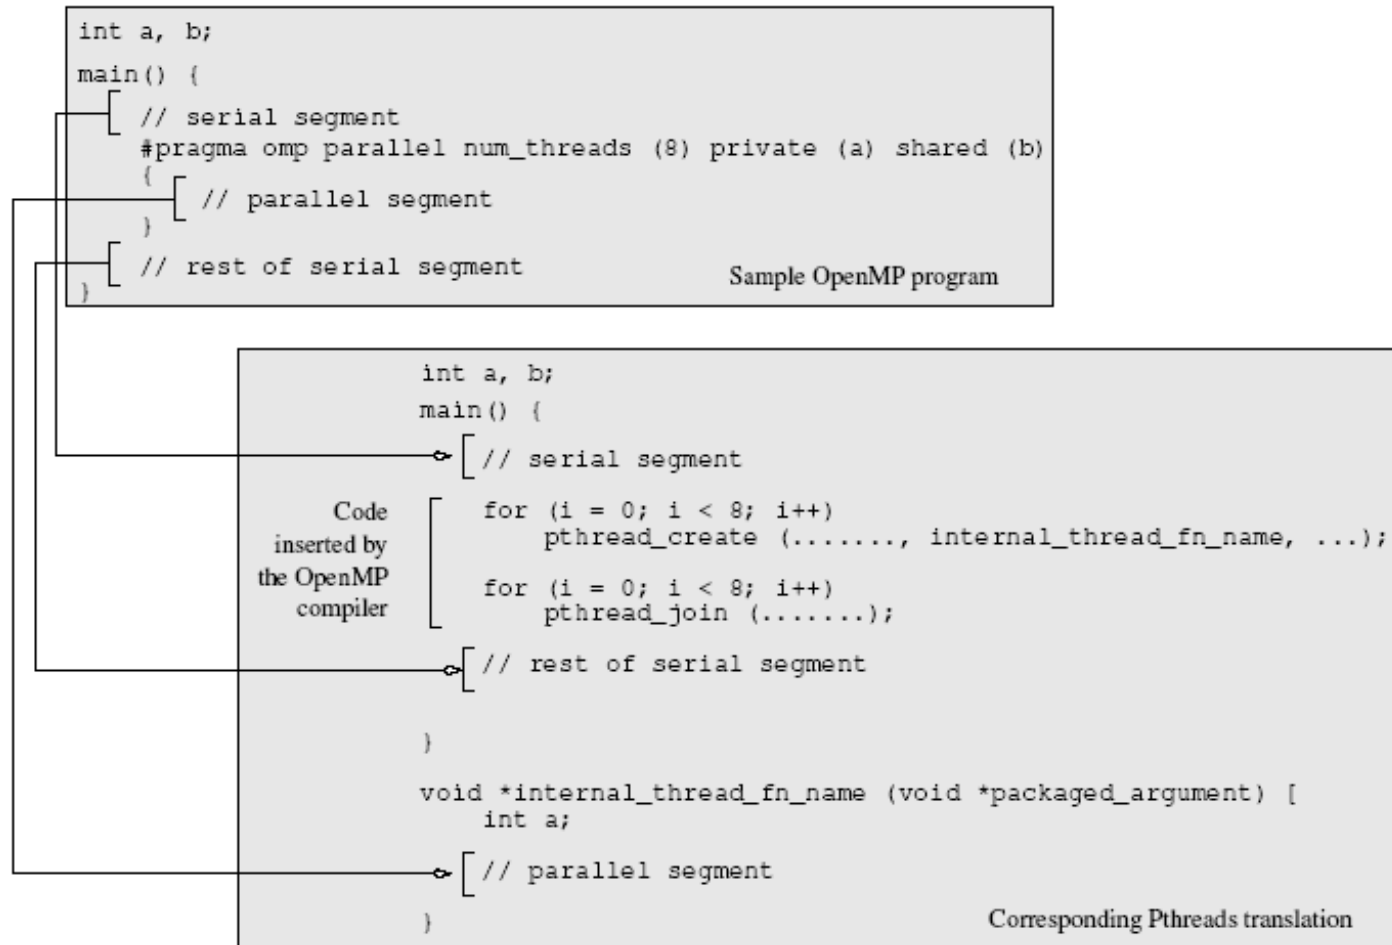 int a, b;
main() {
// serial segment
#pragma omp parallel num_threads (8) private (a) shared (b)
{
// parallel segment
}
// rest of serial segment
Sample OpenMP program
}
int a, b;
main() {
// serial segment
Code
inserted by
the OpenMP
compiler
for (i = 0; i < 8; i++)
pthread_create (......., internal_thread_fn_name, ...);
for (i = 0; i < 8; i++)
pthread_join (.......);
// rest of serial segment
}
void *internal_thread_fn_name (void *packaged_argument) [
int a;
// parallel segment
}
Corresponding Pthreads translation